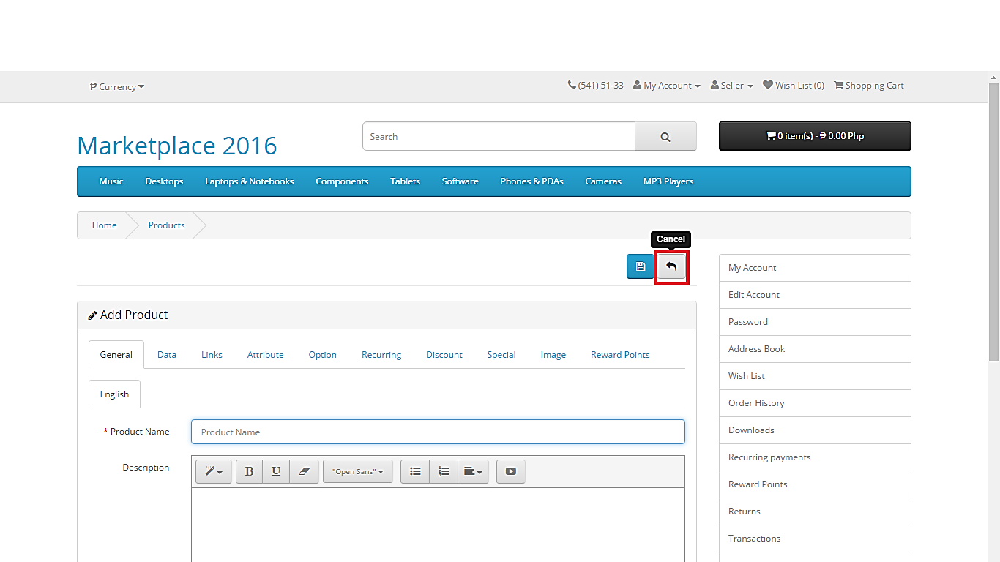 ₱ Currency
(541) 51-33 My Account Seller Wish List (0) Shopping Cart
Marketplace 2016
Search
0 item(s) - ₱ 0.00 Php
Music Desktops Laptops & Notebooks Components Tablets Software Phones & PDAs Cameras MP3 Players
Home Products
Cancel
Add Product
General Data Links Attribute Option Recurring Discount Special Image Reward Points
English
* Product Name
Product Name
Description
B U "Open Sans"
My Account
Edit Account
Password
Address Book
Wish List
Order History
Downloads
Recurring payments
Reward Points
Returns
Transactions